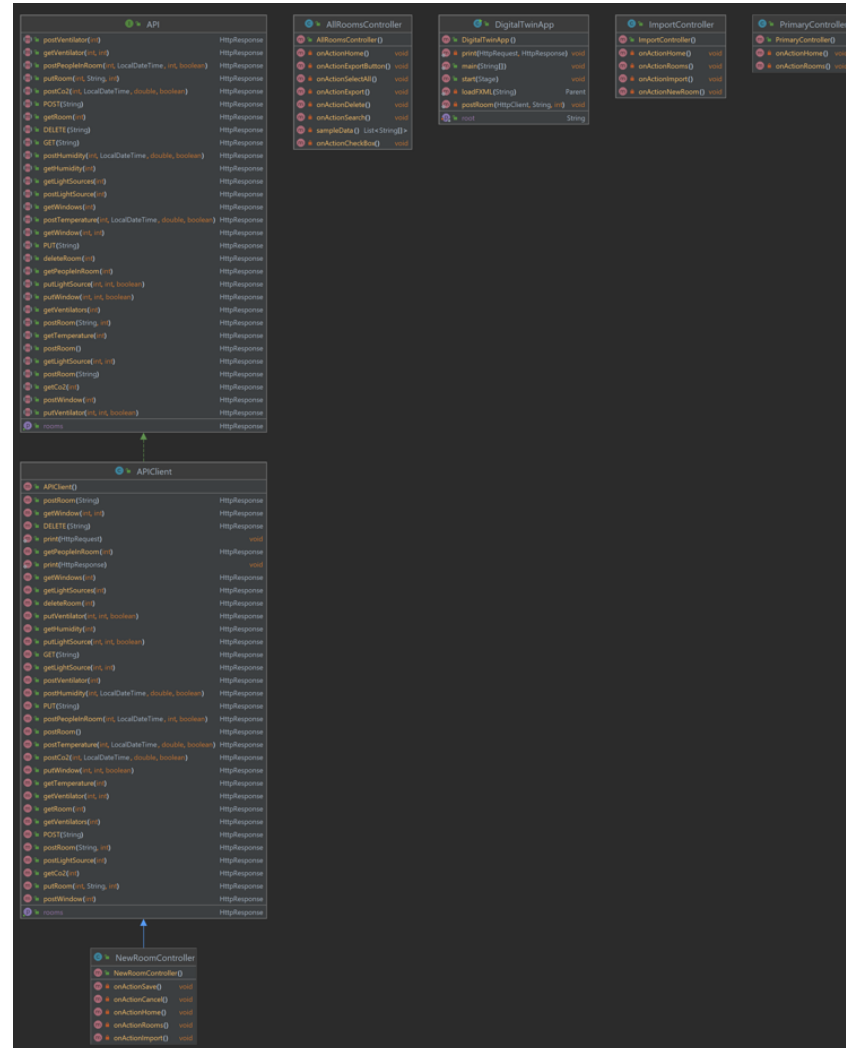 API
postVentilator(int) HttpResponse
getVentilator(int, int) HttpResponse
postPeopleInRoom(int, LocalDateTime, int, boolean) HttpResponse
putRoom(int, String, int) HttpResponse
postCo2(int, LocalDateTime, double, boolean) HttpResponse
POST(String) HttpResponse
getRoom(int) HttpResponse
DELETE(String) HttpResponse
GET(String) HttpResponse
postHumidity(int, LocalDateTime, double, boolean) HttpResponse
getHumidity(int) HttpResponse
getLightSources(int) HttpResponse
postLightSource(int) HttpResponse
getWindows(int) HttpResponse
postTemperature(int, LocalDateTime, double, boolean) HttpResponse
getWindow(int, int) HttpResponse
PUT(String) HttpResponse
deleteRoom(int) HttpResponse
getPeopleInRoom(int) HttpResponse
putLightSource(int, int, boolean) HttpResponse
putWindow(int, int, boolean) HttpResponse
getVentilators(int) HttpResponse
postRoom(String, int) HttpResponse
getTemperature(int) HttpResponse
postRoom() HttpResponse
getLightSource(int, int) HttpResponse
postRoom(String) HttpResponse
getCo2(int) HttpResponse
postWindow(int) HttpResponse
putVentilator(int, int, boolean) HttpResponse
rooms HttpResponse
APIClient
APIClient()
postRoom(String) HttpResponse
getWindow(int, int) HttpResponse
DELETE(String) HttpResponse
print(HttpRequest) void
getPeopleInRoom(int) HttpResponse
print(HttpResponse) void
getWindows(int) HttpResponse
getLightSources(int) HttpResponse
deleteRoom(int) HttpResponse
putVentilator(int, int, boolean) HttpResponse
getHumidity(int) HttpResponse
putLightSource(int, int, boolean) HttpResponse
GET(String) HttpResponse
getLightSource(int, int) HttpResponse
postVentilator(int) HttpResponse
postHumidity(int, LocalDateTime, double, boolean) HttpResponse
PUT(String) HttpResponse
postPeopleInRoom(int, LocalDateTime, int, boolean) HttpResponse
postRoom() HttpResponse
postTemperature(int, LocalDateTime, double, boolean) HttpResponse
postCo2(int, LocalDateTime, double, boolean) HttpResponse
putWindow(int, int, boolean) HttpResponse
getTemperature(int) HttpResponse
getVentilator(int, int) HttpResponse
getRoom(int) HttpResponse
getVentilators(int) HttpResponse
POST(String) HttpResponse
postRoom(String, int) HttpResponse
postLightSource(int) HttpResponse
getCo2(int) HttpResponse
putRoom(int, String, int) HttpResponse
postWindow(int) HttpResponse
rooms HttpResponse
NewRoomController
NewRoomController()
onActionSave() void
onActionCancel() void
onActionHome() void
onActionRooms() void
onActionImport() void
AllRoomsController
AllRoomsController()
onActionHome() void
onActionExportButton() void
onActionSelectAll() void
onActionExport() void
onActionDelete() void
onActionSearch() void
sampleData() List<String[]>
onActionCheckBox() void
DigitalTwinApp
DigitalTwinApp()
print(HttpRequest, HttpResponse) void
main(String[]) void
start(Stage) void
loadFXML(String) Parent
postRoom(HttpClient, String, int) void
root String
ImportController
ImportController()
onActionHome() void
onActionRooms() void
onActionImport() void
onActionNewRoom() void
PrimaryController
PrimaryController()
onActionHome() void
onActionRooms() void